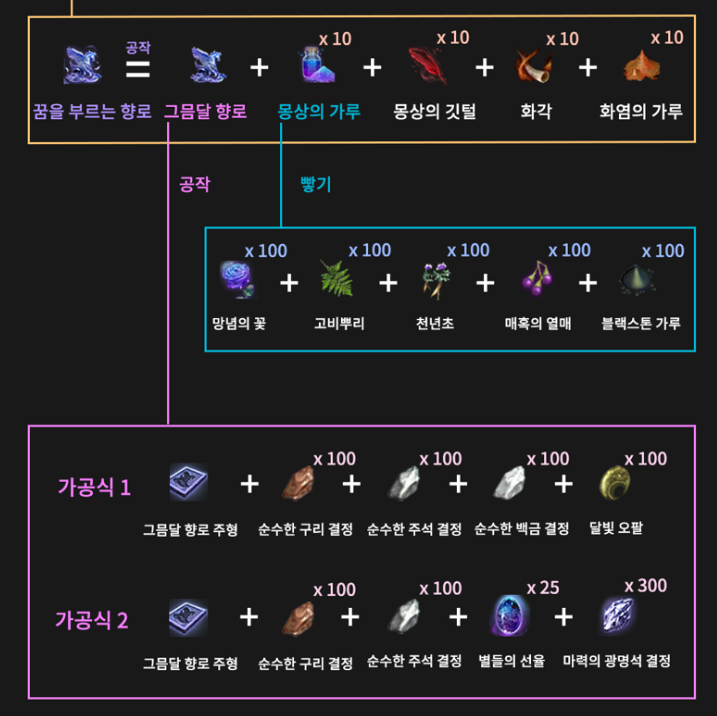 공작
=
+
x 10
+
x 10
+
x 10
+
x 10
꿈을 부르는 향로
그믐달 향로
몽상의 가루
몽상의 깃털
화각
화염의 가루
공작
빻기
x 100
+
x 100
+
x 100
+
x 100
+
x 100
망념의 꽃
고비뿌리
천년초
매혹의 열매
블랙스톤 가루
가공식 1
+
x 100
+
x 100
+
x 100
+
x 100
그믐달 향로 주형
순수한 구리 결정
순수한 주석 결정
순수한 백금 결정
달빛 오팔
가공식 2
+
x 100
+
x 100
+
x 25
+
x 300
그믐달 향로 주형
순수한 구리 결정
순수한 주석 결정
별들의 선율
마력의 광명석 결정